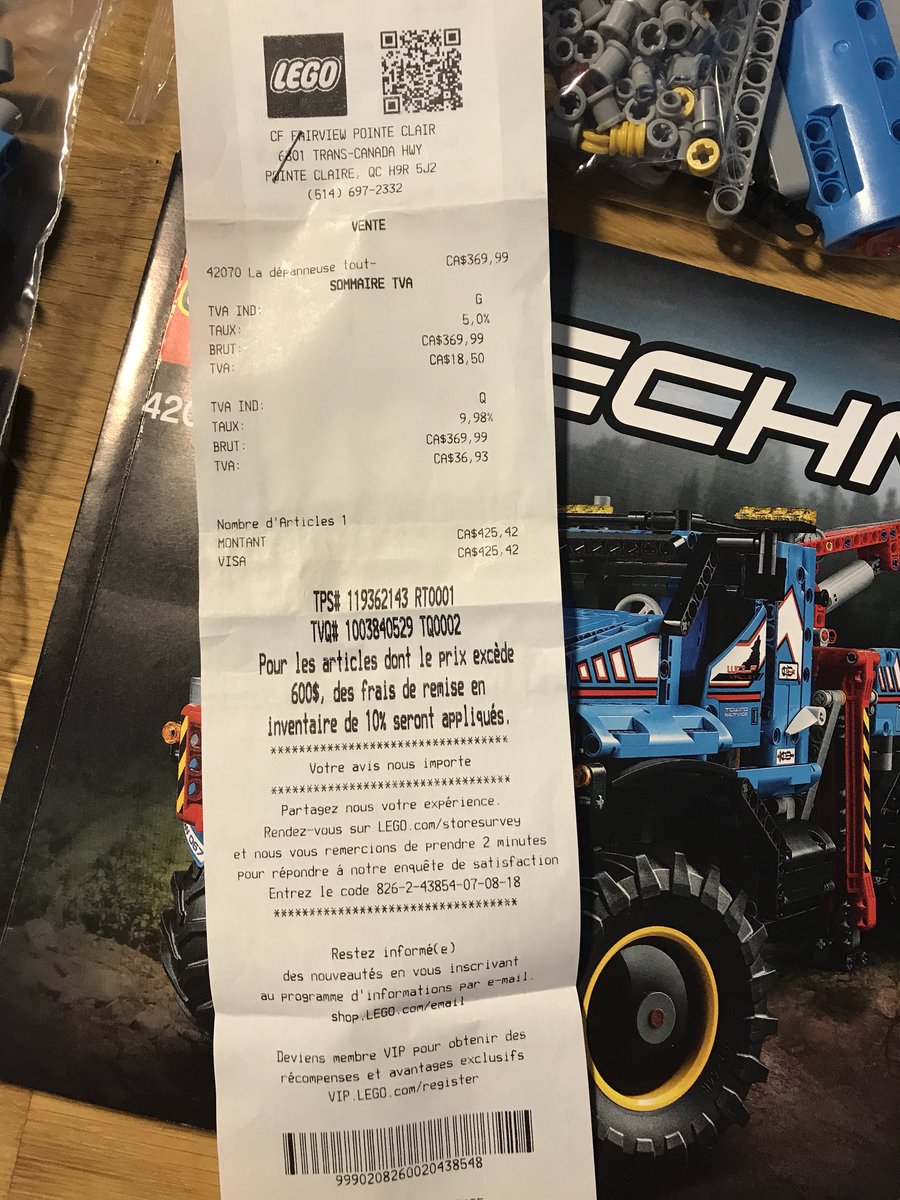 LEGO
CF FAIRVIEW POINTE CLAIR
6801 TRANS-CANADA HWY
POINTE CLAIRE, QC H9R 5J2
(514) 697-2332
VENTE
42070 La dépanneuse tout- CA$369,99
SOMMAIRE TVA
TVA IND: G
TAUX: 5,0%
BRUT: CA$369,99
TVA: CA$18,50
TVA IND: Q
TAUX: 9,98%
BRUT: CA$369,99
TVA: CA$36,93
Nombre d'Articles 1
MONTANT CA$425,42
VISA CA$425,42
TPS# 119362143 RT0001
TVQ# 1003840529 TQ0002
Pour les articles dont le prix excède
600$, des frais de remise en
inventaire de 10% seront appliqués.
**********************************
Votre avis nous importe
**********************************
Partagez nous votre expérience.
Rendez-vous sur LEGO.com/storesurvey
et nous vous remercions de prendre 2 minutes
pour répondre á notre enquête de satisfaction
Entrez le code 826-2-43854-07-08-18
**********************************
Restez informé(e)
des nouveautés en vous inscrivant
au programme d'informations par e-mail.
shop.LEGO.com/email
Deviens membre VIP pour obtenir des
récompenses et avantages exclusifs
VIP.LEGO.com/register
9990208260020438548
420
ECHN
WOLF
VALLEY
TOWING
SERVICE